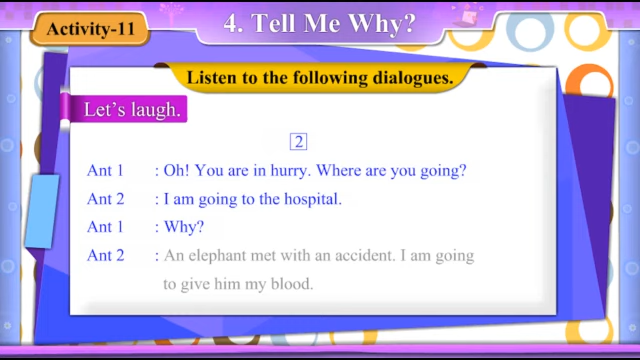 Activity-11
4. Tell Me Why?
Listen to the following dialogues.
Let's laugh.
2
Ant 1 : Oh! You are in hurry. Where are you going?
Ant 2 : I am going to the hospital.
Ant 1 : Why?
Ant 2 : An elephant met with an accident. I am going
to give him my blood.